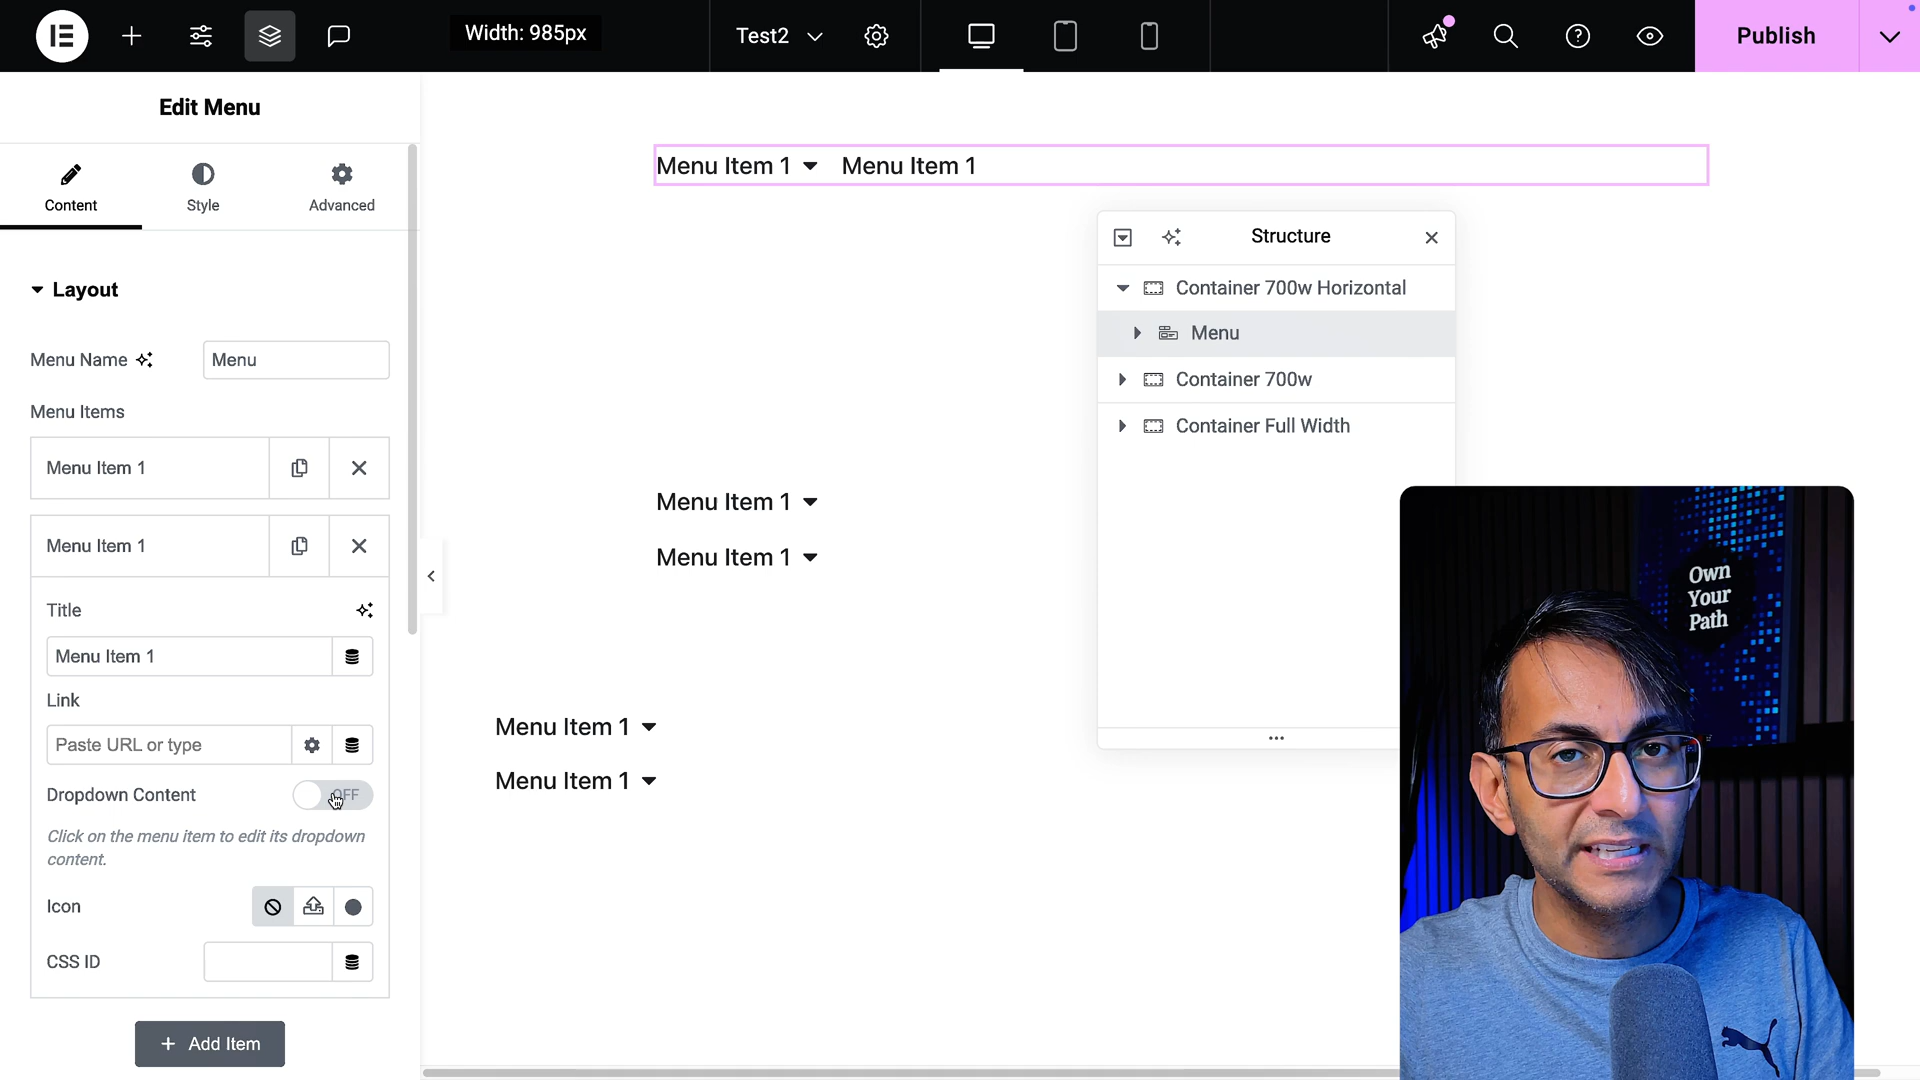 Width: 985px
Test2
Publish
Edit Menu
Content
Style
Advanced
Layout
Menu Name
Menu
Menu Items
Menu Item 1
Menu Item 1
Title
Menu Item 1
Link
Paste URL or type
Dropdown Content
OFF
Click on the menu item to edit its dropdown
content.
Icon
CSS ID
+ Add Item
Menu Item 1
Menu Item 1
Structure
Container 700w Horizontal
Menu
Container 700w
Container Full Width
Menu Item 1
Menu Item 1
Menu Item 1
Menu Item 1
Own
Your
Path